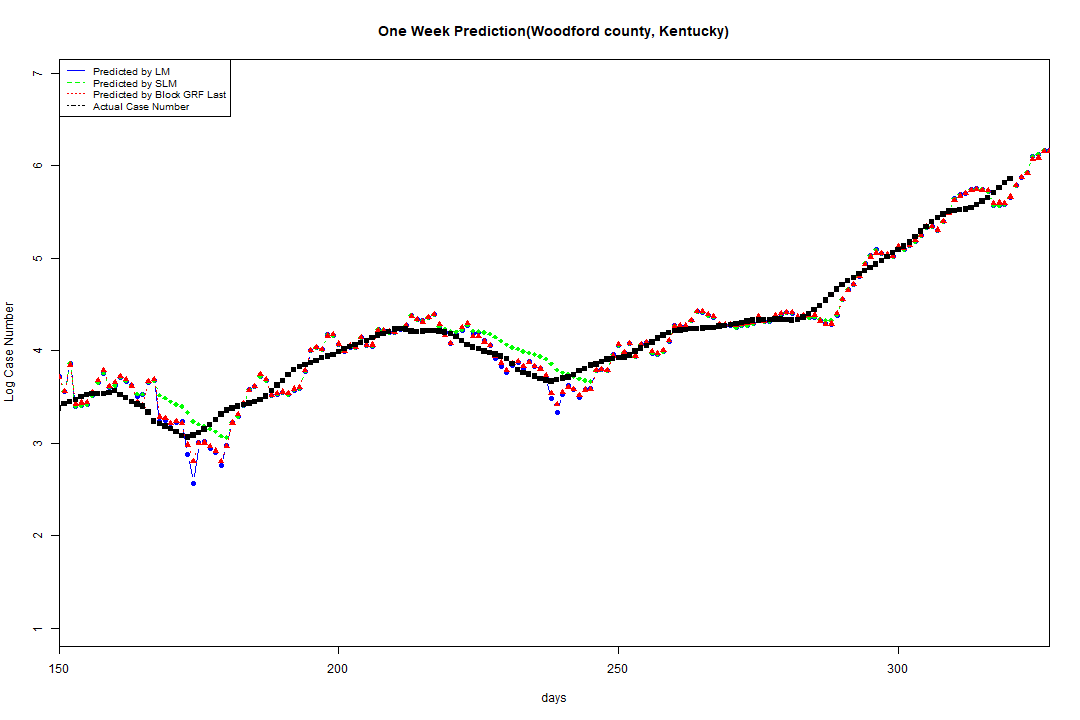 One Week Prediction(Woodford county, Kentucky)
Predicted by LM
Predicted by SLM
Predicted by Block GRF Last
Actual Case Number
7
6
5
4
3
2
1
Log Case Number
150 200 250 300
days